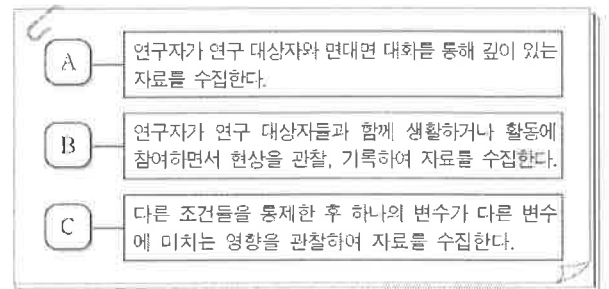 A
연구자가 연구 대상자와 면대면 대화를 통해 깊이 있는
자료를 수집한다.
B
연구자가 연구 대상자들과 함께 생활하거나 활동에
참여하면서 현상을 관찰, 기록하여 자료를 수집한다.
C
다른 조건들을 통제한 후 하나의 변수가 다른 변수
에 미치는 영향을 관찰하여 자료를 수집한다.